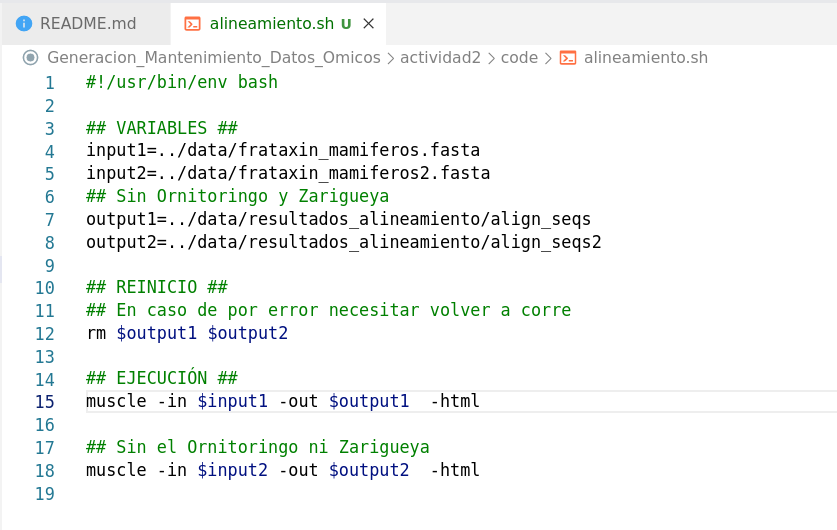 README.md alineamiento.sh U
Generacion_Mantenimiento_Datos_Omicos > actividad2 > code > alineamiento.sh
1 #!/usr/bin/env bash
2
3 ## VARIABLES ##
4 input1=../data/frataxin_mamiferos.fasta
5 input2=../data/frataxin_mamiferos2.fasta
6 ## Sin Ornitoringo y Zarigueya
7 output1=../data/resultados_alineamiento/align_seqs
8 output2=../data/resultados_alineamiento/align_seqs2
9
10 ## REINICIO ##
11 ## En caso de por error necesitar volver a corre
12 rm $output1 $output2
13
14 ## EJECUCIÓN ##
15 muscle -in $input1 -out $output1  -html
16
17 ## Sin el Ornitoringo ni Zarigueya
18 muscle -in $input2 -out $output2  -html
19